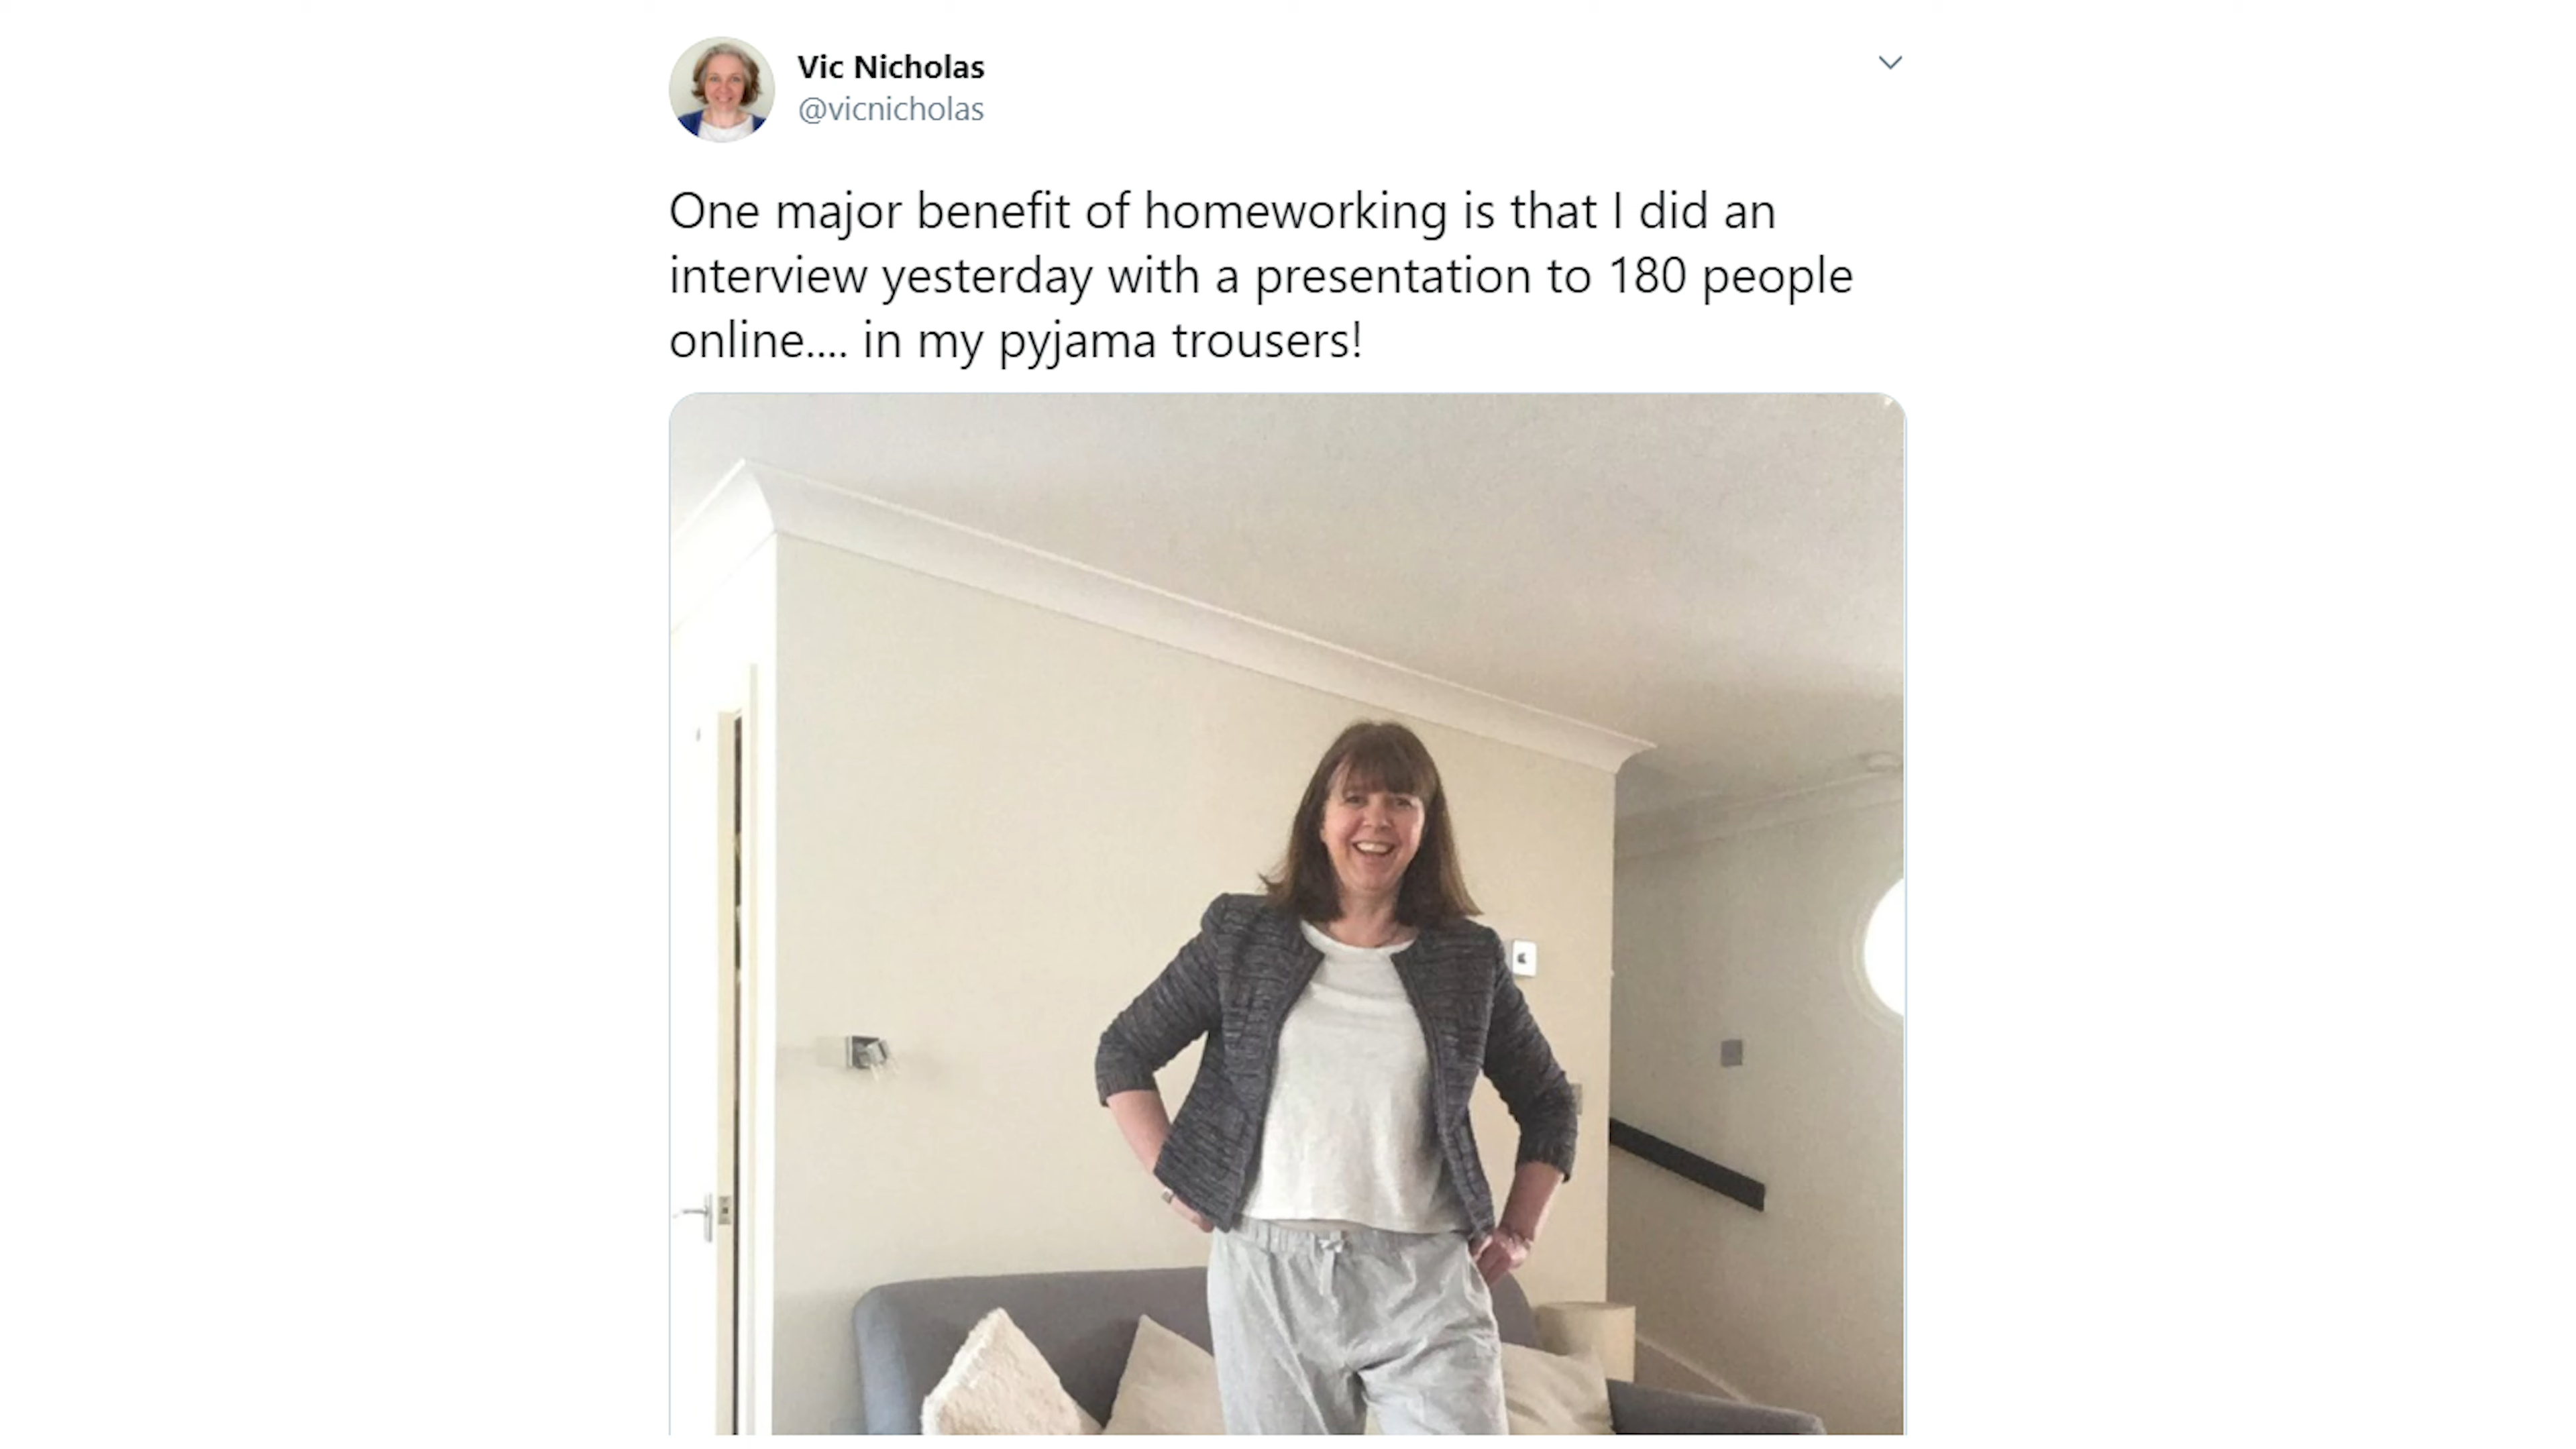 Vic Nicholas
@vicnicholas
One major benefit of homeworking is that I did an
interview yesterday with a presentation to 180 people
online.... in my pyjama trousers!